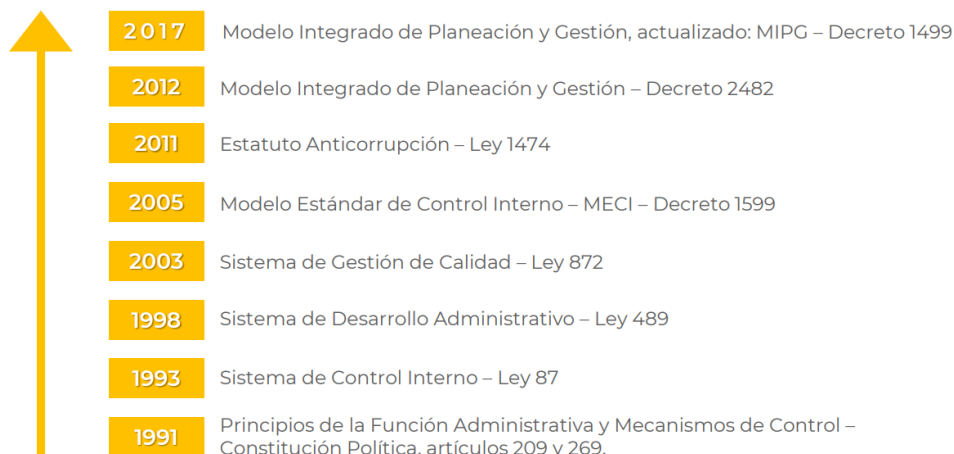 2017 Modelo Integrado de Planeación y Gestión, actualizado: MIPG – Decreto 1499
2012 Modelo Integrado de Planeación y Gestión – Decreto 2482
2011 Estatuto Anticorrupción – Ley 1474
2005 Modelo Estándar de Control Interno – MECI – Decreto 1599
2003 Sistema de Gestión de Calidad – Ley 872
1998 Sistema de Desarrollo Administrativo – Ley 489
1993 Sistema de Control Interno – Ley 87
1991 Principios de la Función Administrativa y Mecanismos de Control –
Constitución Política, artículos 209 y 269.